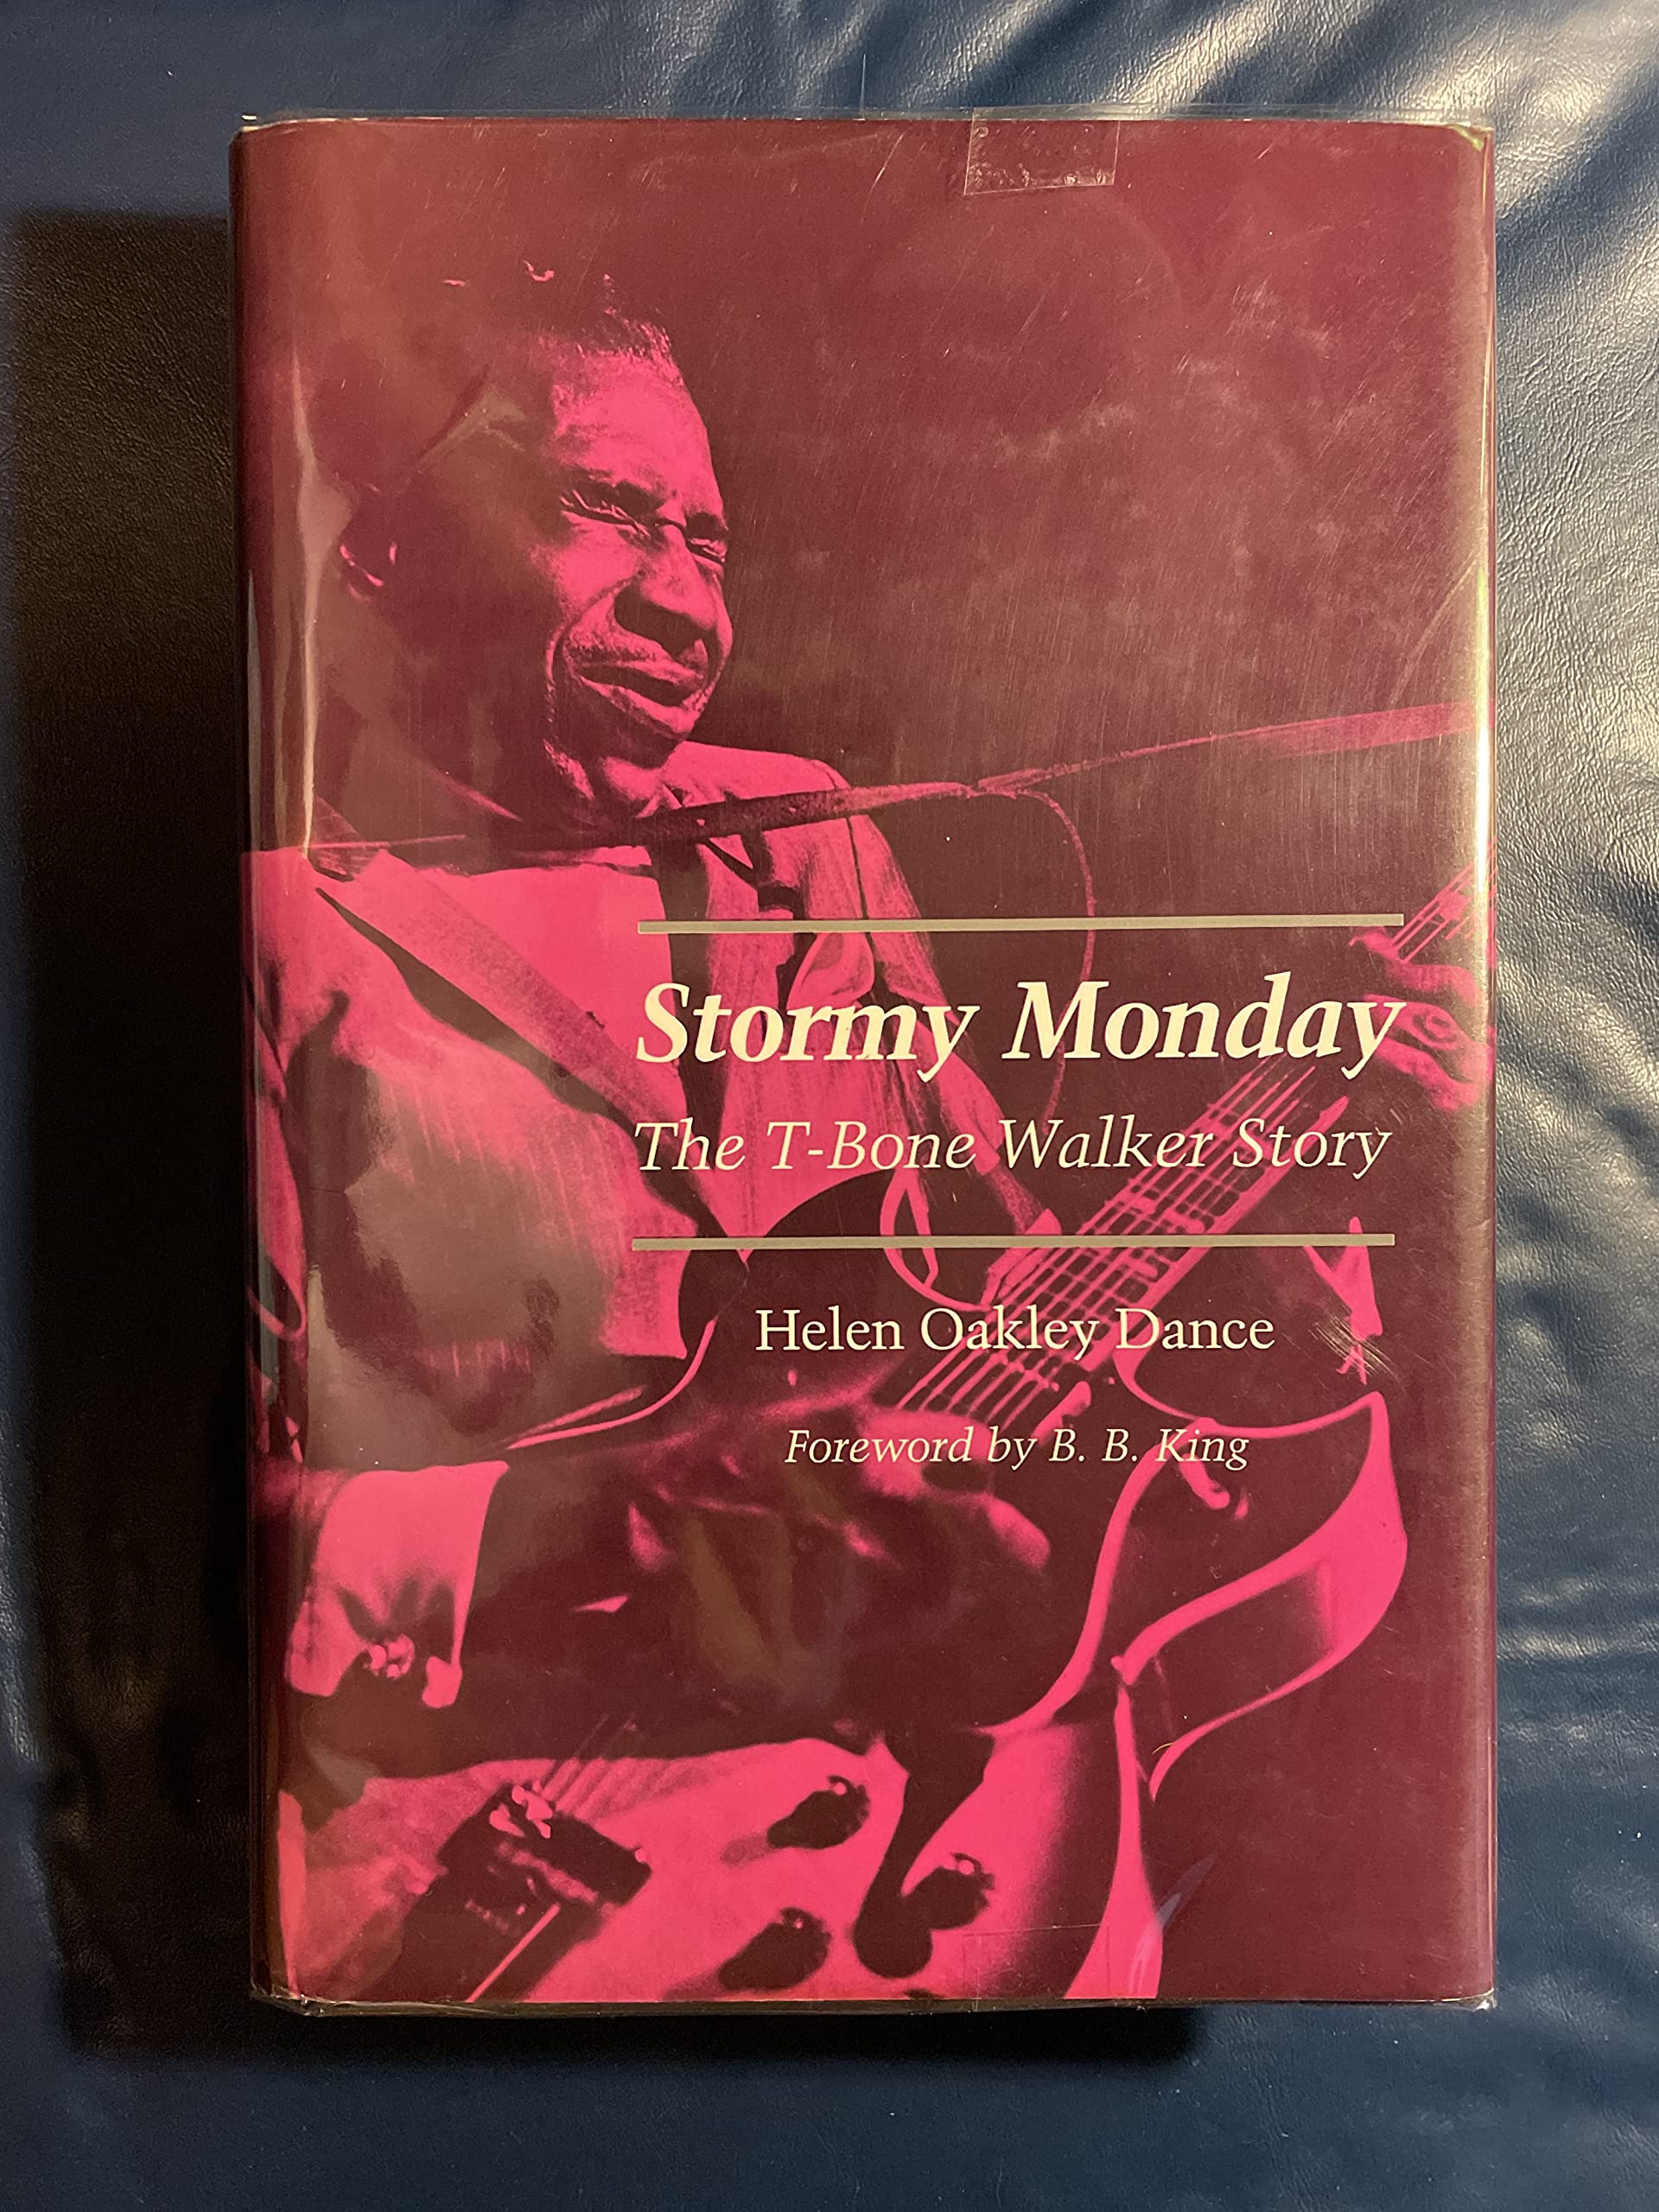 Stormy Monday
The T-Bone Walker Story
Helen Oakley Dance
Foreword by B. B. King